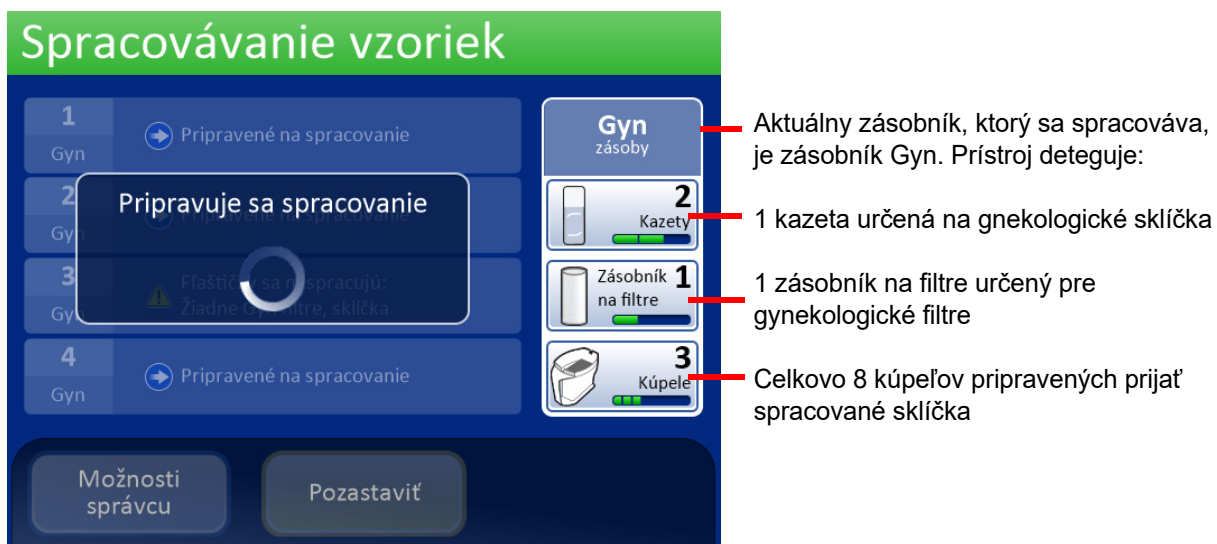 Spracovávanie vzoriek
1
Gyn
Pripravené na spracovanie
2
Gyn
Pripravené na spracovanie
3
Gyn
Fľaštičky sa nespracujú:
Žiadne Gyn filtre, sklíčka
4
Gyn
Pripravené na spracovanie
Pripravuje sa spracovanie
Gyn
zásoby
2
Kazety
Zásobník 1
na filtre
3
Kúpele
Možnosti
správcu
Pozastaviť
Aktuálny zásobník, ktorý sa spracováva,
je zásobník Gyn. Prístroj deteguje:
1 kazeta určená na gnekologické sklíčka
1 zásobník na filtre určený pre
gynekologické filtre
Celkovo 8 kúpeľov pripravených prijať
spracované sklíčka